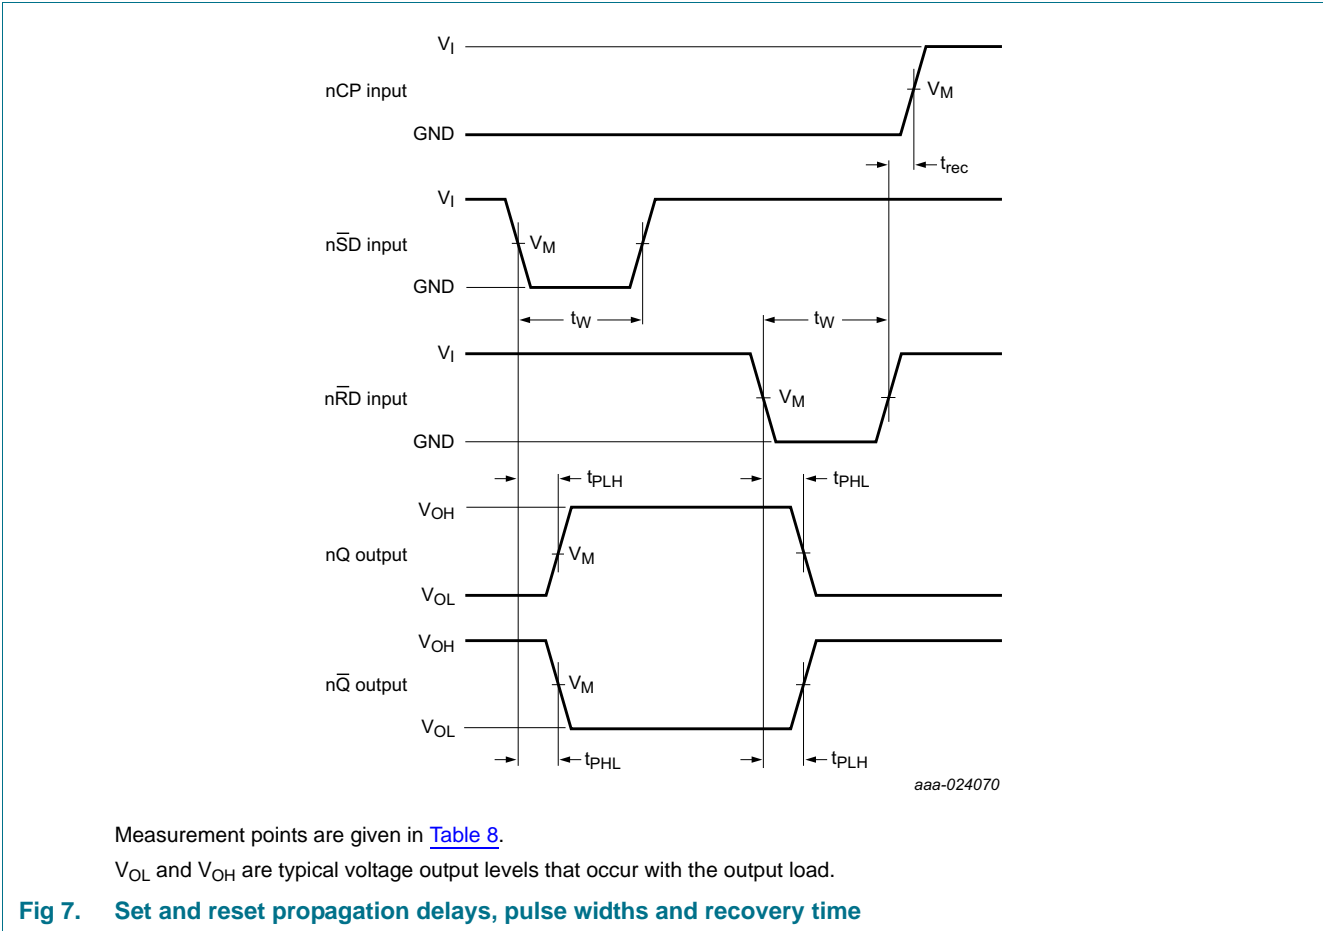 VI
nCP input
VM
GND
trec
VI
nS̅D input
VM
GND
tW
tW
VI
nR̅D input
VM
GND
tPLH
tPHL
VOH
nQ output
VM
VOL
VOH
nQ̅ output
VM
VOL
tPHL
tPLH
aaa-024070
Measurement points are given in Table 8.
VOL and VOH are typical voltage output levels that occur with the output load.
Fig 7. Set and reset propagation delays, pulse widths and recovery time